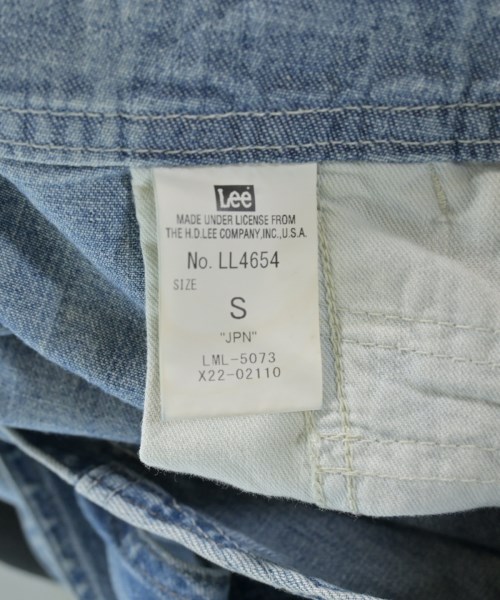 Lee
MADE UNDER LICENSE FROM
THE H.D.LEE COMPANY,INC.,U.S.A.
No. LL4654
SIZE
S
"JPN"
LML-5073
X22-02110